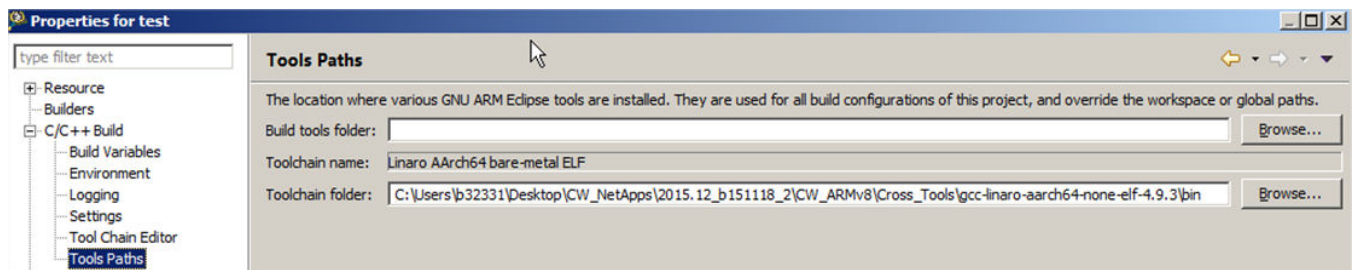 Properties for test
type filter text
Resource
Builders
C/C++ Build
Build Variables
Environment
Logging
Settings
Tool Chain Editor
Tools Paths
Tools Paths
The location where various GNU ARM Eclipse tools are installed. They are used for all build configurations of this project, and override the workspace or global paths.
Build tools folder: Browse...
Toolchain name: Linaro AArch64 bare-metal ELF
Toolchain folder: C:\Users\b32331\Desktop\CW_NetApps\2015.12_b151118_2\CW_ARMv8\Cross_Tools\gcc-linaro-aarch64-none-elf-4.9.3\bin Browse...